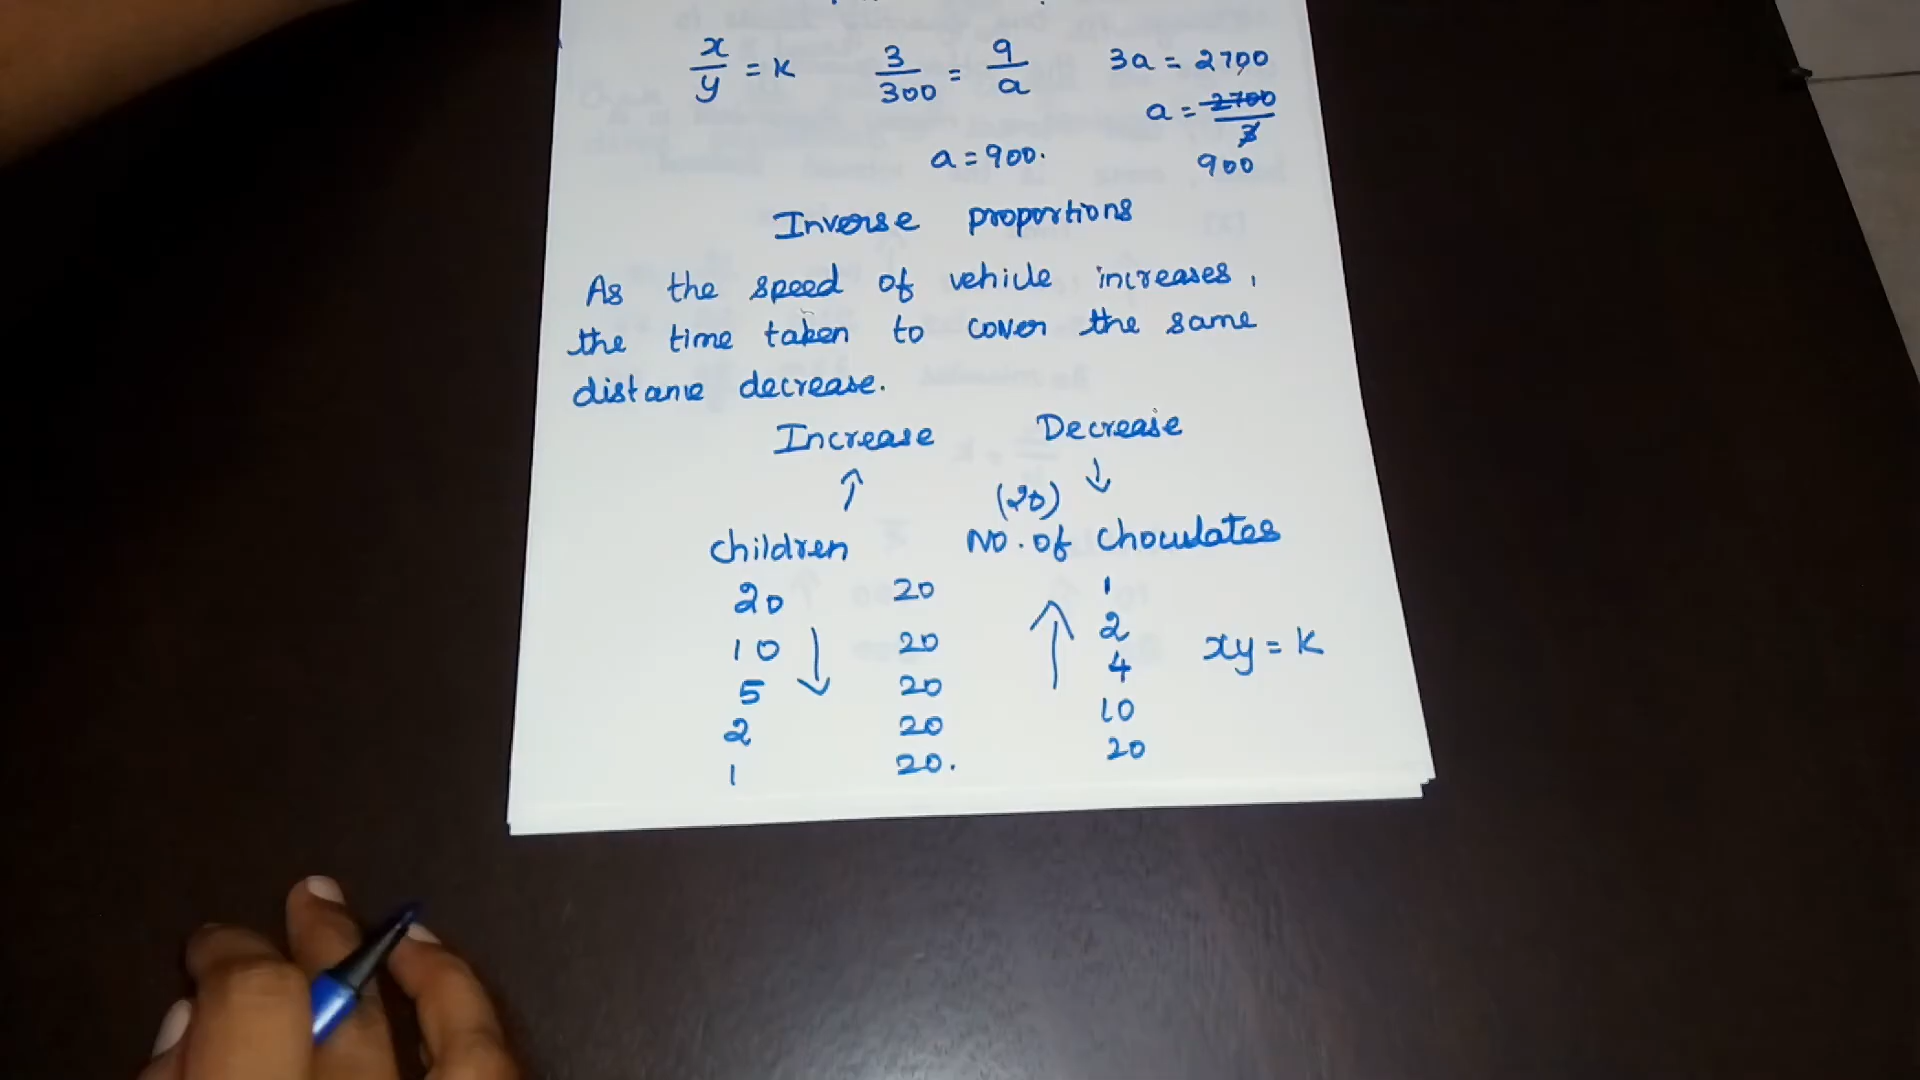 x/y = k 3/300 = 9/a 3a = 2700
a = 2700/3
a = 900. 900
Inverse proportions
As the speed of vehicle increases,
the time taken to cover the same
distance decrease.
Increase Decrease
↑ (20) ↓
children No. of Chocolates
20 20 1
10 20 2
5 20 4
2 20 10
1 20. 20
xy = k